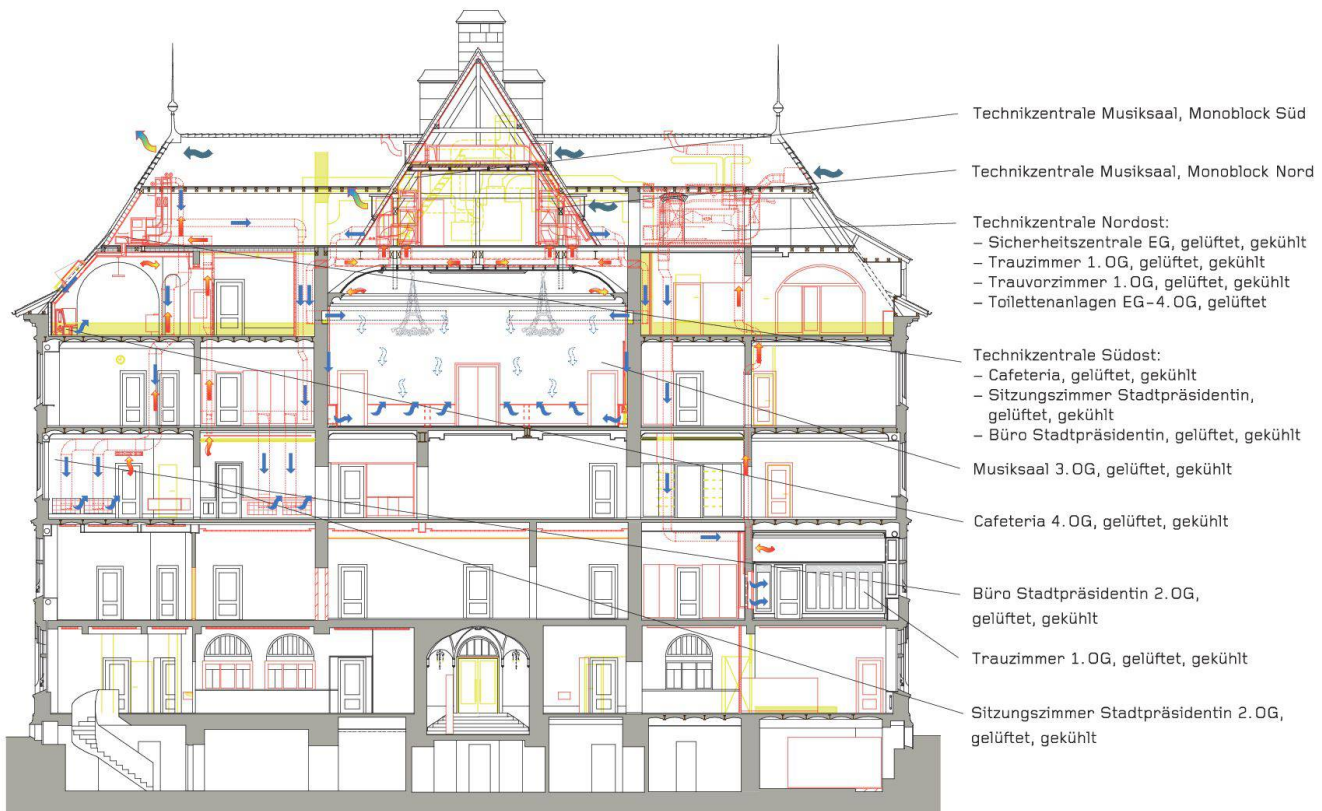 Technikzentrale Musiksaal, Monoblock Süd
Technikzentrale Musiksaal, Monoblock Nord
Technikzentrale Nordost:
– Sicherheitszentrale EG, gelüftet, gekühlt
– Trauzimmer 1.OG, gelüftet, gekühlt
– Trauvorzimmer 1.OG, gelüftet, gekühlt
– Toilettenanlagen EG–4.OG, gelüftet
Technikzentrale Südost:
– Cafeteria, gelüftet, gekühlt
– Sitzungszimmer Stadtpräsidentin,
gelüftet, gekühlt
– Büro Stadtpräsidentin, gelüftet, gekühlt
Musiksaal 3.OG, gelüftet, gekühlt
Cafeteria 4.OG, gelüftet, gekühlt
Büro Stadtpräsidentin 2.OG,
gelüftet, gekühlt
Trauzimmer 1.OG, gelüftet, gekühlt
Sitzungszimmer Stadtpräsidentin 2.OG,
gelüftet, gekühlt